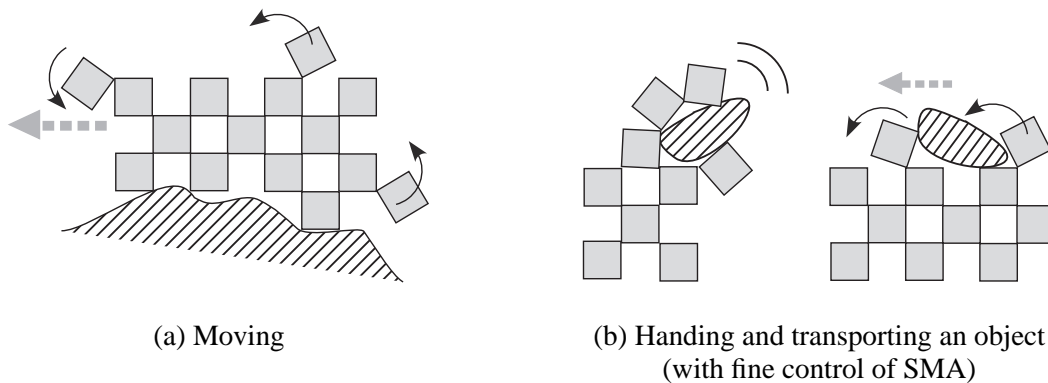 (a) Moving
(b) Handing and transporting an object
(with fine control of SMA)